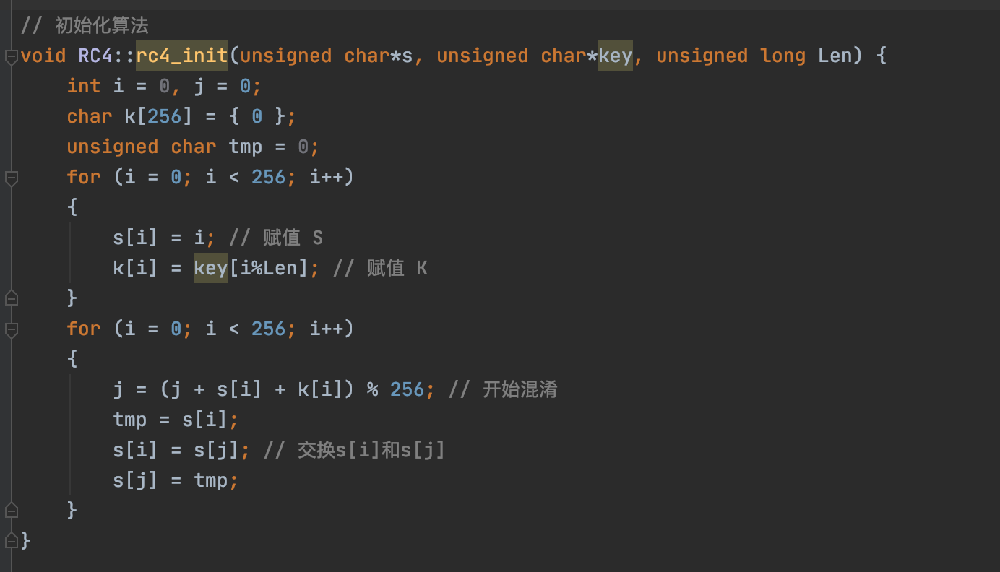 // 初始化算法
void RC4::rc4_init(unsigned char*s, unsigned char*key, unsigned long Len) {
    int i = 0, j = 0;
    char k[256] = { 0 };
    unsigned char tmp = 0;
    for (i = 0; i < 256; i++)
    {
        s[i] = i; // 赋值 S
        k[i] = key[i%Len]; // 赋值 K
    }
    for (i = 0; i < 256; i++)
    {
        j = (j + s[i] + k[i]) % 256; // 开始混淆
        tmp = s[i];
        s[i] = s[j]; // 交换s[i]和s[j]
        s[j] = tmp;
    }
}